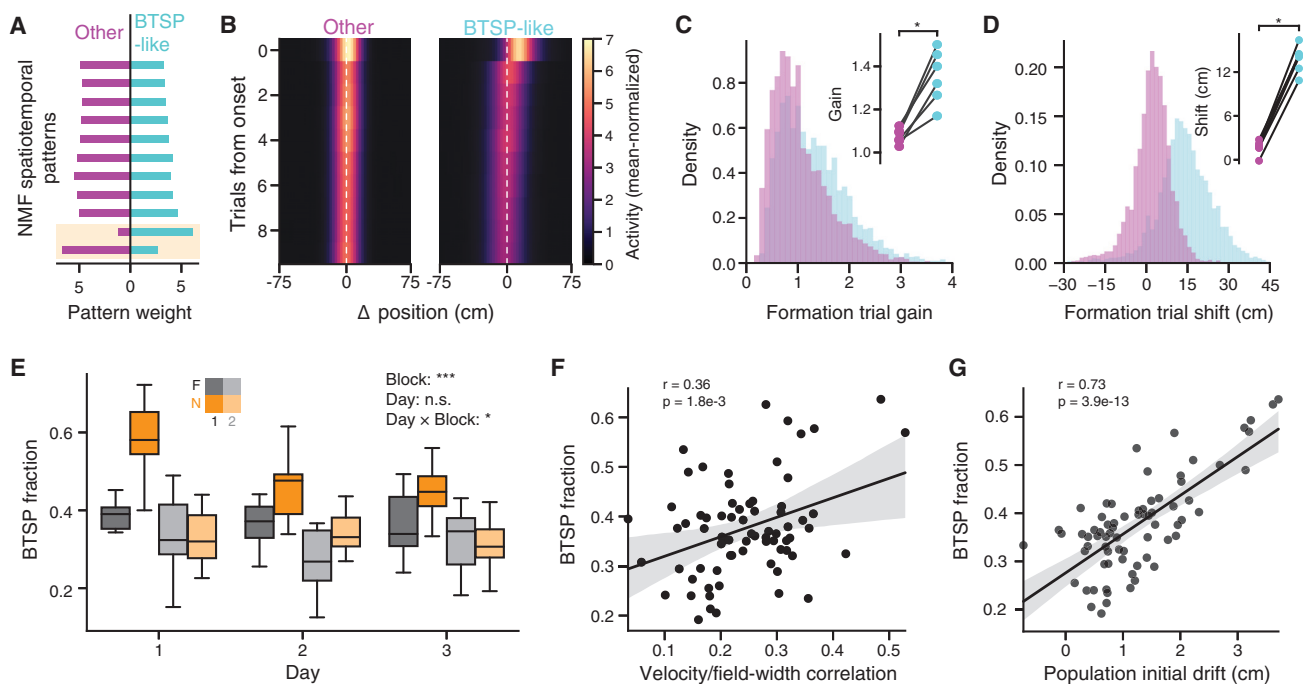 A
Other
BTSP
-like
NMF spatiotemporal
patterns
5 0 5
Pattern weight
B
Other
BTSP-like
Trials from onset
0
2
4
6
8
-75 0 75
-75 0 75
Δ position (cm)
7
6
5
4
3
2
1
0
Activity (mean-normalized)
C
Density
0.8
0.6
0.4
0.2
0.0
0 1 2 3 4
Formation trial gain
*
Gain
1.4
1.2
1.0
D
Density
0.20
0.15
0.10
0.05
0.00
−30 −15 0 15 30 45
Formation trial shift (cm)
*
Shift (cm)
12
6
0
E
F
N
1 2
Block: ***
Day: n.s.
Day × Block: *
BTSP fraction
0.6
0.4
0.2
1 2 3
Day
F
r = 0.36
p = 1.8e-3
BTSP fraction
0.6
0.5
0.4
0.3
0.2
0.1 0.2 0.3 0.4 0.5
Velocity/field-width correlation
G
r = 0.73
p = 3.9e-13
BTSP fraction
0.6
0.5
0.4
0.3
0.2
0 1 2 3
Population initial drift (cm)